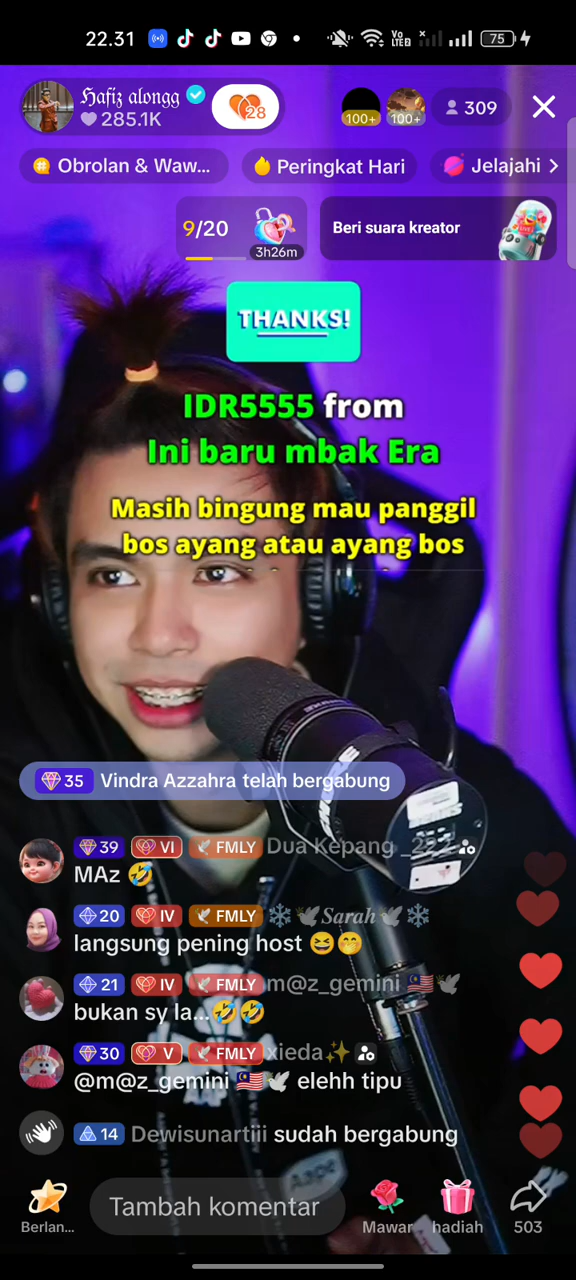 22.31
VoLTE2
75
ℌ𝔞𝔣𝔦𝔷 𝔞𝔩𝔬𝔫𝔤𝔤
285.1K
28
100+
100+
309
Obrolan & Waw...
Peringkat Hari
Jelajahi
9/20
3h26m
Beri suara kreator
LIVE
THANKS!
IDR5555 from
Ini baru mbak Era
Masih bingung mau panggil
bos ayang atau ayang bos
35 Vindra Azzahra telah bergabung
39 VI FMLY Dua Kepang _222
MAz 🤣
20 IV FMLY ❄️🕊️𝑆𝑎𝑟𝑎ℎ🕊️❄️
langsung pening host 😆🤭
21 IV FMLY m@z_gemini 🇲🇾🕊️
bukan sy la...🤣🤣
30 V FMLY xieda✨
@m@z_gemini 🇲🇾🕊️ elehh tipu
14 Dewisunartiii sudah bergabung
Berlan...
Tambah komentar
Mawar
hadiah
503